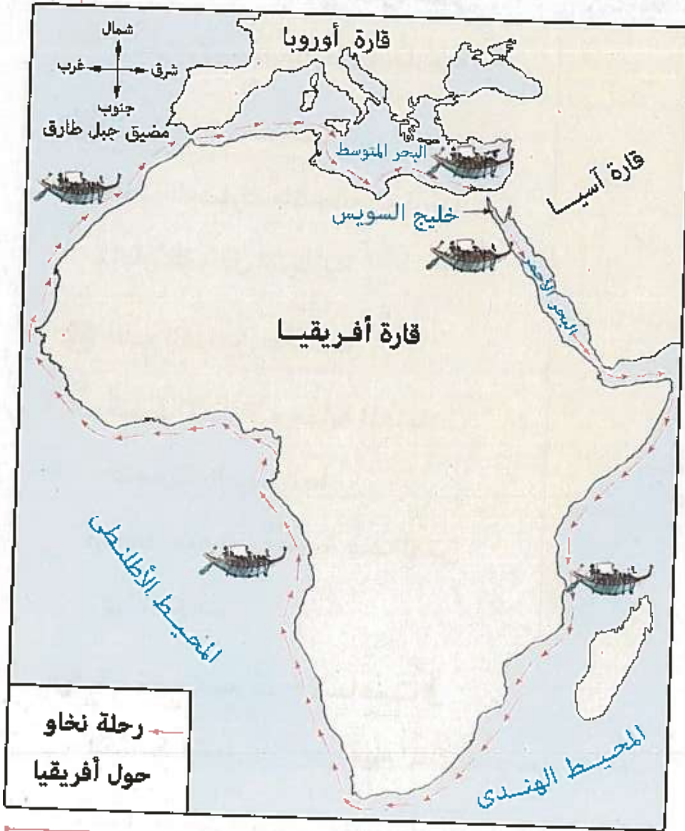 شمال
غرب
شرق
جنوب
قارة أوروبا
مضيق جبل طارق
البحر المتوسط
قارة آسيا
خليج السويس
البحر الأحمر
قارة أفريقيا
المحيط الأطلنطى
المحيط الهندى
رحلة نخاو
حول أفريقيا